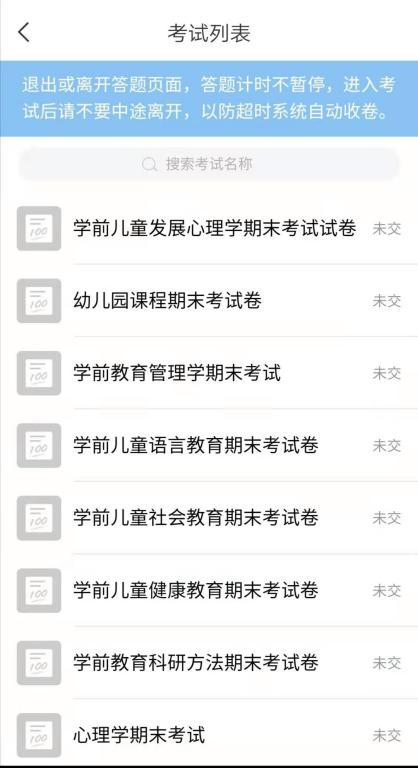 考试列表
退出或离开答题页面，答题计时不暂停，进入考
试后请不要中途离开，以防超时系统自动收卷。
搜索考试名称
100 学前儿童发展心理学期末考试试卷 未交
100 幼儿园课程期末考试卷 未交
100 学前教育管理学期末考试 未交
100 学前儿童语言教育期末考试卷 未交
100 学前儿童社会教育期末考试卷 未交
100 学前儿童健康教育期末考试卷 未交
100 学前教育科研方法期末考试卷 未交
100 心理学期末考试 未交